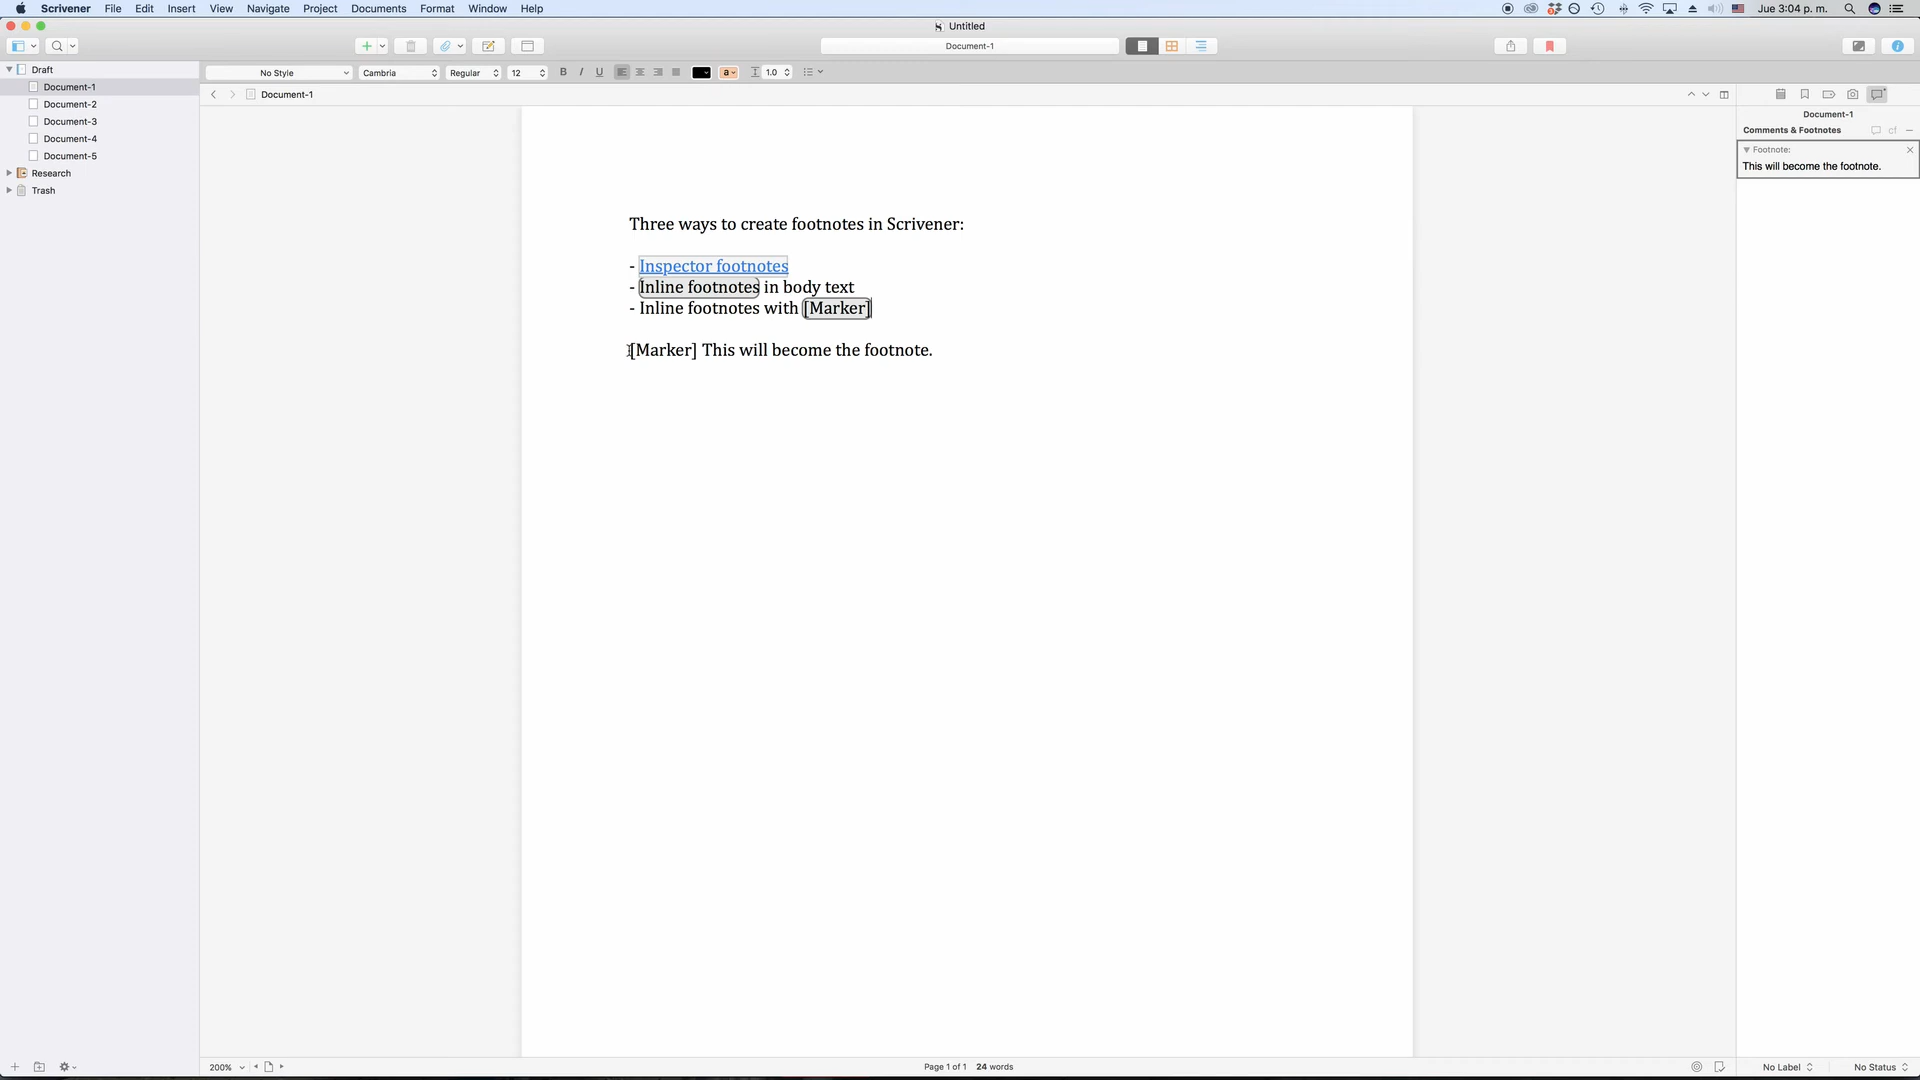 Scrivener File Edit Insert View Navigate Project Documents Format Window Help
Jue 3:04 p. m.
Untitled
Document-1
No Style Cambria Regular 12 B I U a 1.0
Draft
Document-1
Document-2
Document-3
Document-4
Document-5
Research
Trash
Document-1
Three ways to create footnotes in Scrivener:
- Inspector footnotes
- Inline footnotes in body text
- Inline footnotes with [Marker]
[Marker] This will become the footnote.
Document-1
Comments & Footnotes cf
Footnote:
This will become the footnote.
200%
Page 1 of 1 24 words
No Label No Status